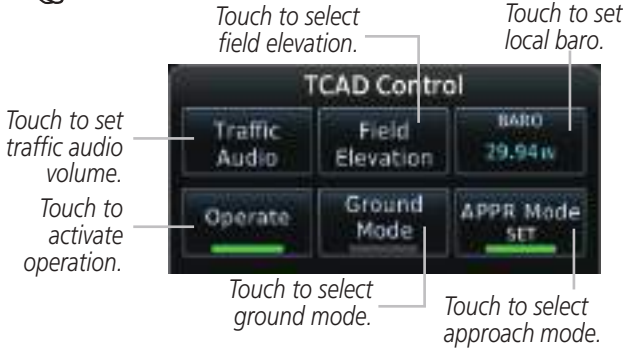 Touch to select
field elevation.
Touch to set
local baro.
TCAD Control
Touch to set
traffic audio
volume.
Traffic
Audio
Field
Elevation
BARO
29.94 IN
Touch to
activate
operation.
Operate
Ground
Mode
APPR Mode
SET
Touch to select
ground mode.
Touch to select
approach mode.